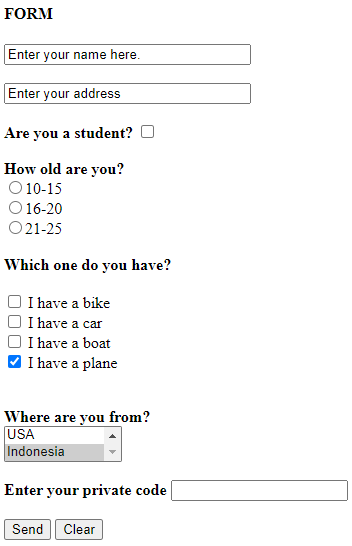 FORM
Enter your name here.
Enter your address
Are you a student?
How old are you?
10-15
16-20
21-25
Which one do you have?
I have a bike
I have a car
I have a boat
I have a plane
Where are you from?
USA
Indonesia
Enter your private code
Send Clear